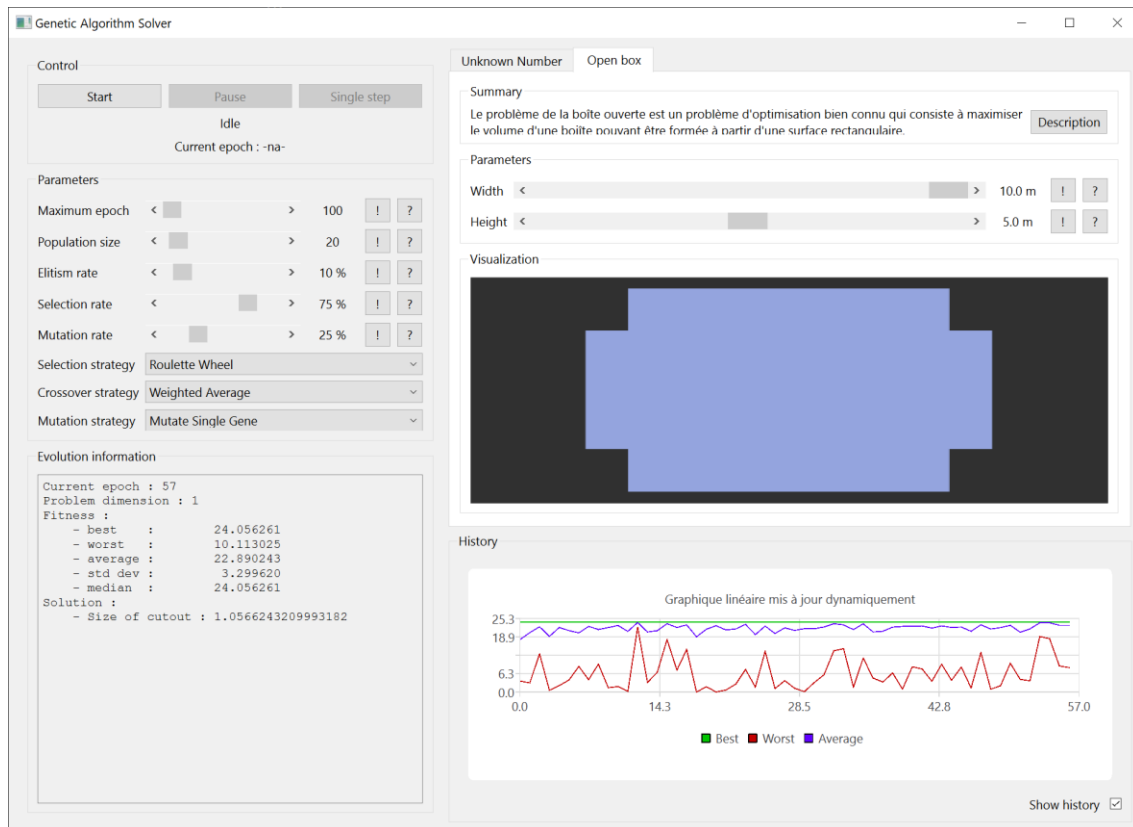 Genetic Algorithm Solver
Control
Start Pause Single step
Idle
Current epoch : -na-
Parameters
Maximum epoch < > 100 ! ?
Population size < > 20 ! ?
Elitism rate < > 10 % ! ?
Selection rate < > 75 % ! ?
Mutation rate < > 25 % ! ?
Selection strategy Roulette Wheel
Crossover strategy Weighted Average
Mutation strategy Mutate Single Gene
Evolution information
Current epoch : 57
Problem dimension : 1
Fitness :
- best : 24.056261
- worst : 10.113025
- average : 22.890243
- std dev : 3.299620
- median : 24.056261
Solution :
- Size of cutout : 1.0566243209993182
Unknown Number Open box
Summary
Le problème de la boîte ouverte est un problème d'optimisation bien connu qui consiste à maximiser
le volume d'une boiîte pouvant être formée à partir d'une surface rectangulaire.
Description
Parameters
Width < > 10.0 m ! ?
Height < > 5.0 m ! ?
Visualization
History
Graphique linéaire mis à jour dynamiquement
25.3
18.9
6.3
0.0
0.0 14.3 28.5 42.8 57.0
Best Worst Average
Show history